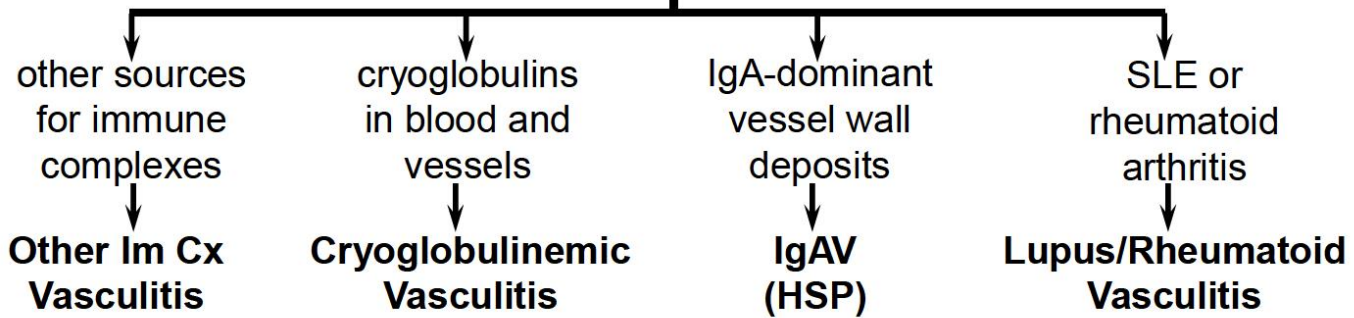 other sources
for immune
complexes
cryoglobulins
in blood and
vessels
IgA-dominant
vessel wall
deposits
SLE or
rheumatoid
arthritis
Other Im Cx
Vasculitis
Cryoglobulinemic
Vasculitis
IgAV
(HSP)
Lupus/Rheumatoid
Vasculitis